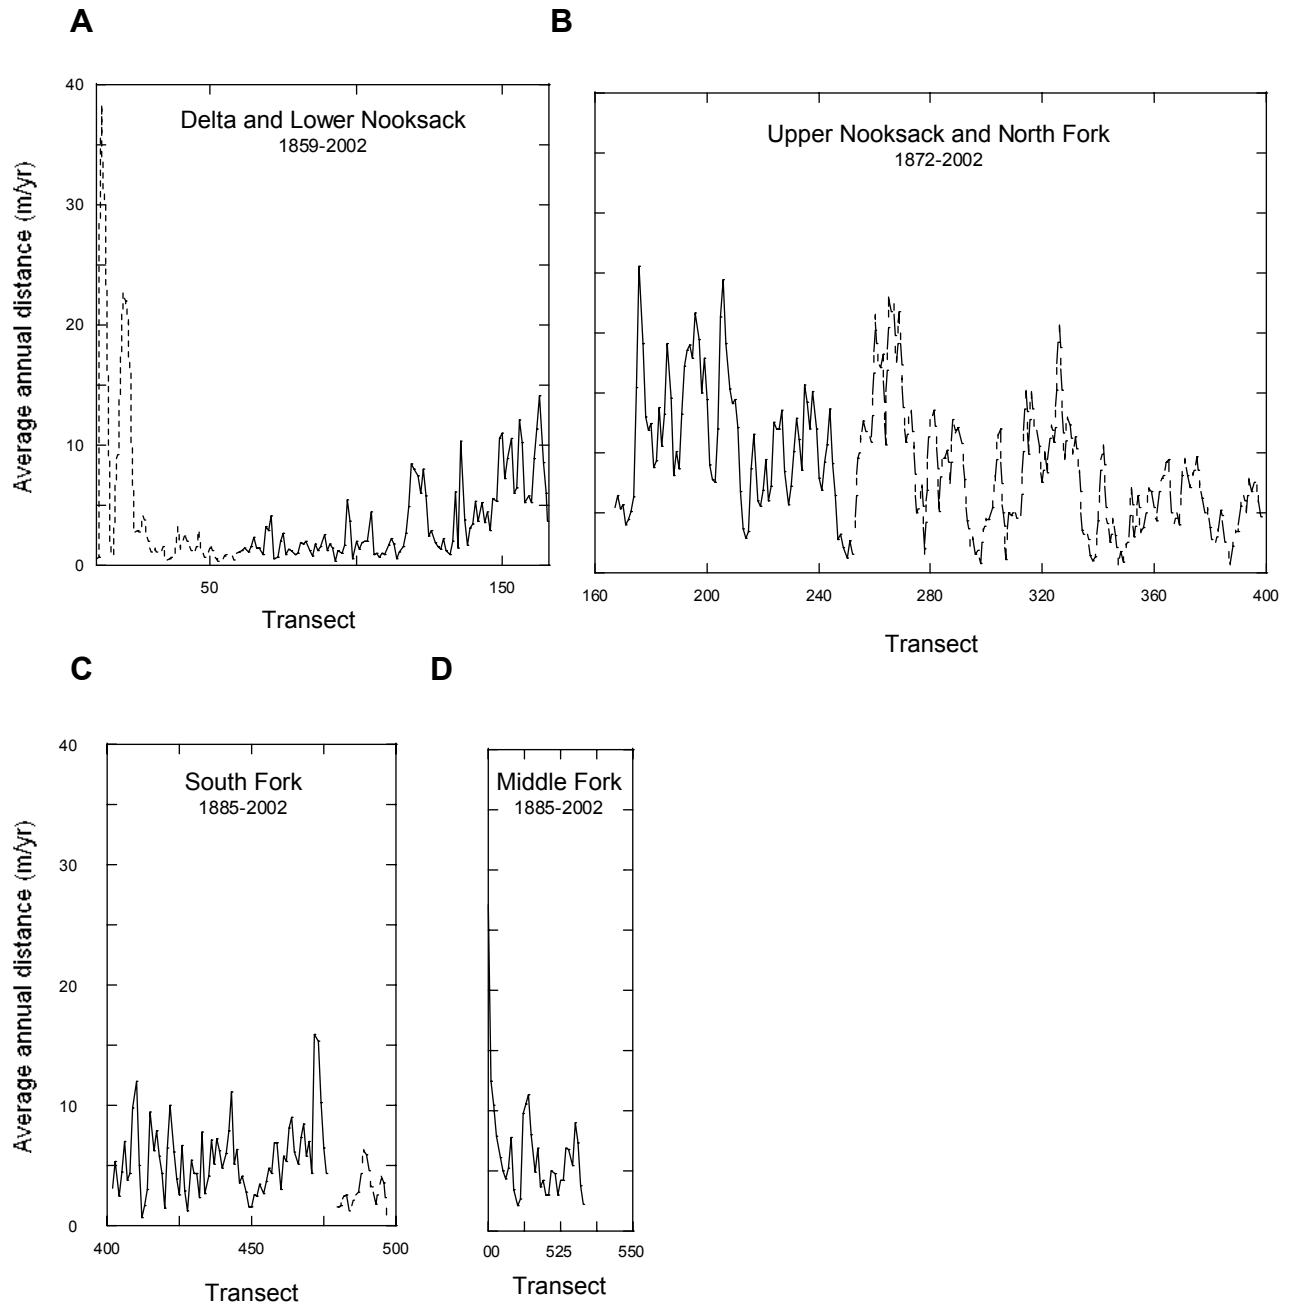 A
B
Delta and Lower Nooksack
1859-2002
Average annual distance (m/yr)
40
30
20
10
0
50
150
Transect
Upper Nooksack and North Fork
1872-2002
160
200
240
280
320
360
400
Transect
C
D
South Fork
1885-2002
Average annual distance (m/yr)
40
30
20
10
0
400
450
500
Transect
Middle Fork
1885-2002
00
525
550
Transect